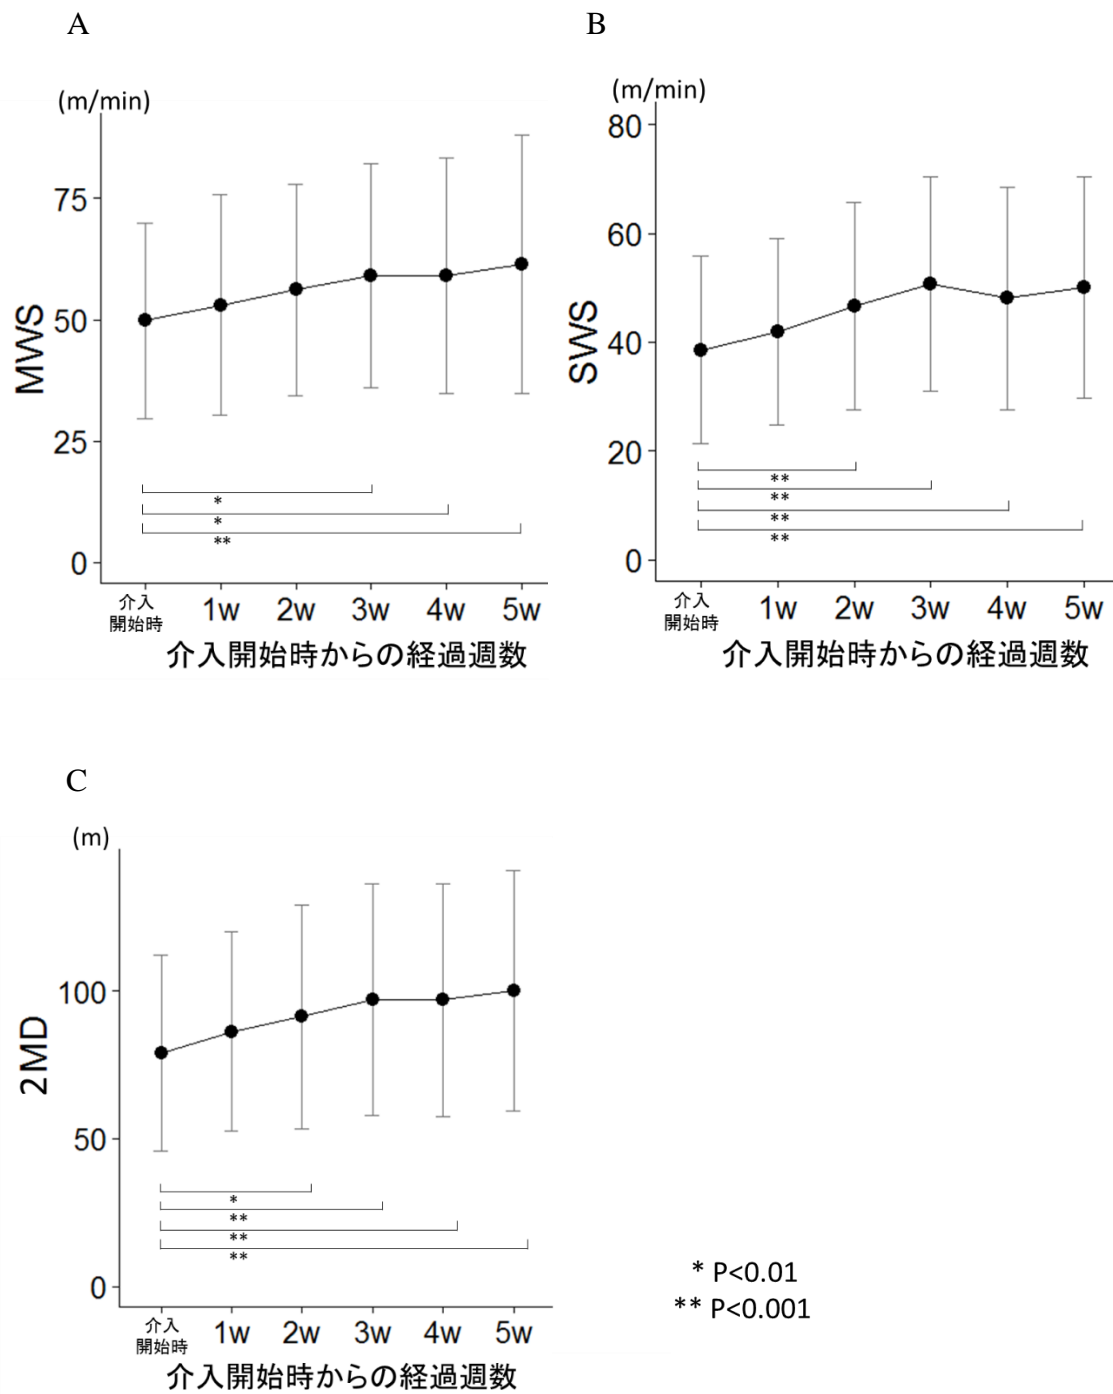 A
(m/min)
MWS
75
50
25
0
*
*
**
介入
開始時
1w 2w 3w 4w 5w
介入開始時からの経過週数
B
(m/min)
SWS
80
60
40
20
0
**
**
**
**
介入
開始時
1w 2w 3w 4w 5w
介入開始時からの経過週数
C
(m)
2MD
100
50
0
*
**
**
**
介入
開始時
1w 2w 3w 4w 5w
介入開始時からの経過週数
* P<0.01
** P<0.001